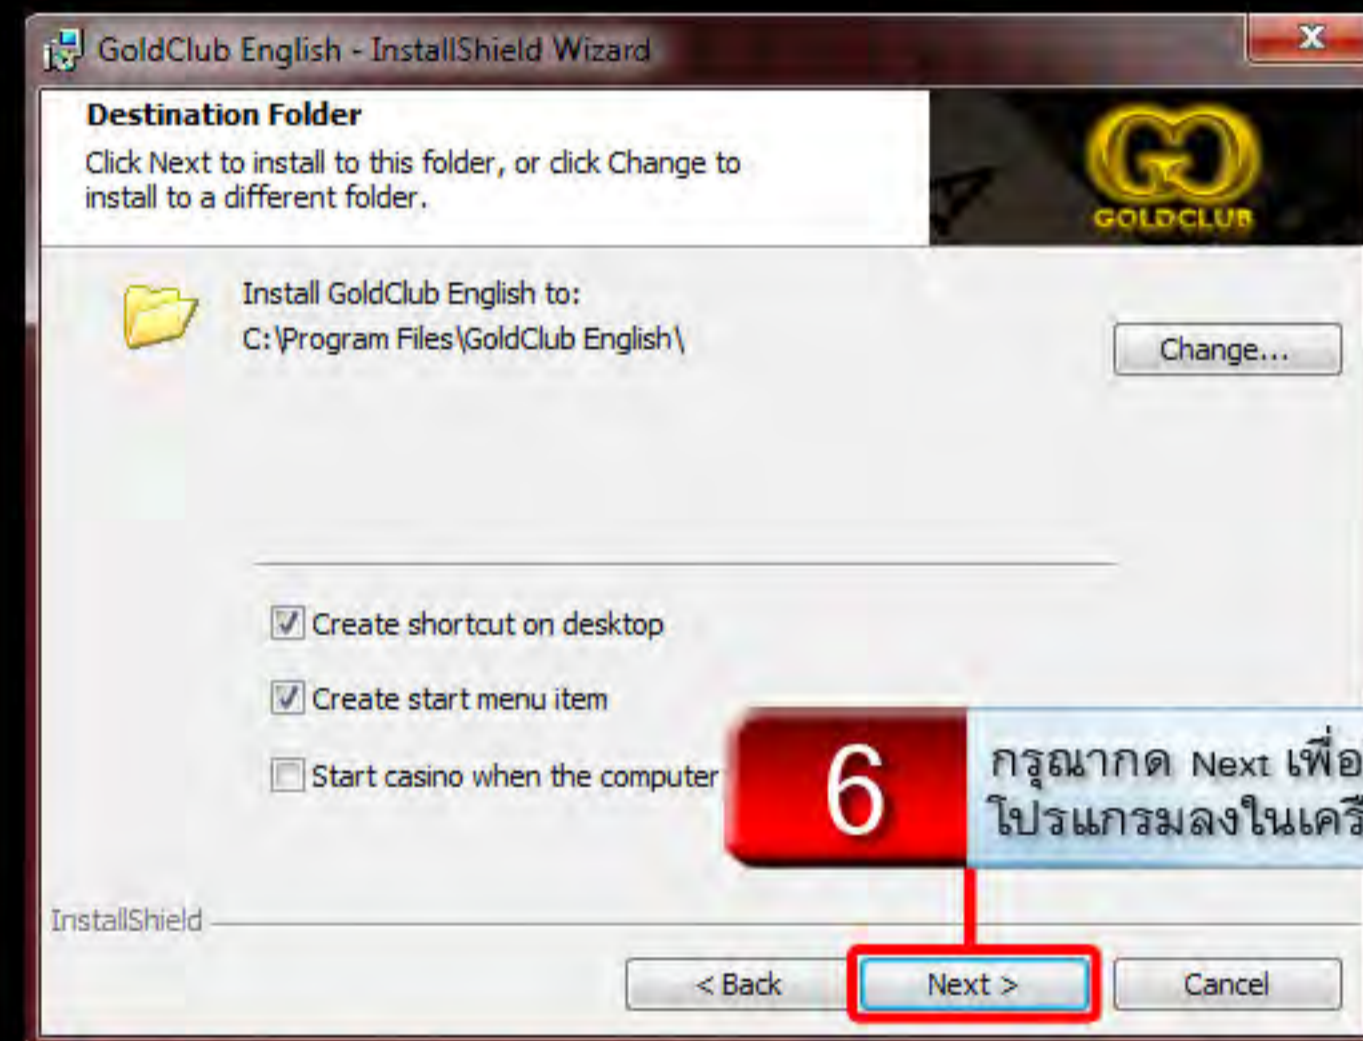 GoldClub English - InstallShield Wizard
Destination Folder
Click Next to install to this folder, or click Change to
install to a different folder.
GOLDCLUB
Install GoldClub English to:
C:\Program Files\GoldClub English\
Change...
Create shortcut on desktop
Create start menu item
Start casino when the computer
6
กรุณากด Next เพื่อ
โปรแกรมลงในเครื
InstallShield
< Back
Next >
Cancel